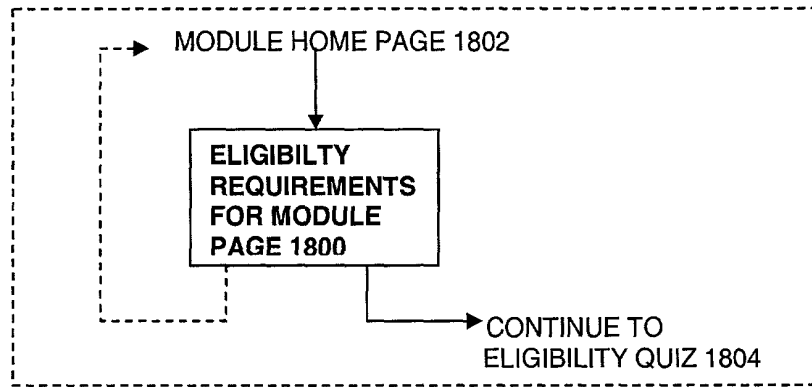 MODULE HOME PAGE 1802
ELIGIBILTY
REQUIREMENTS
FOR MODULE
PAGE 1800
CONTINUE TO
ELIGIBILITY QUIZ 1804